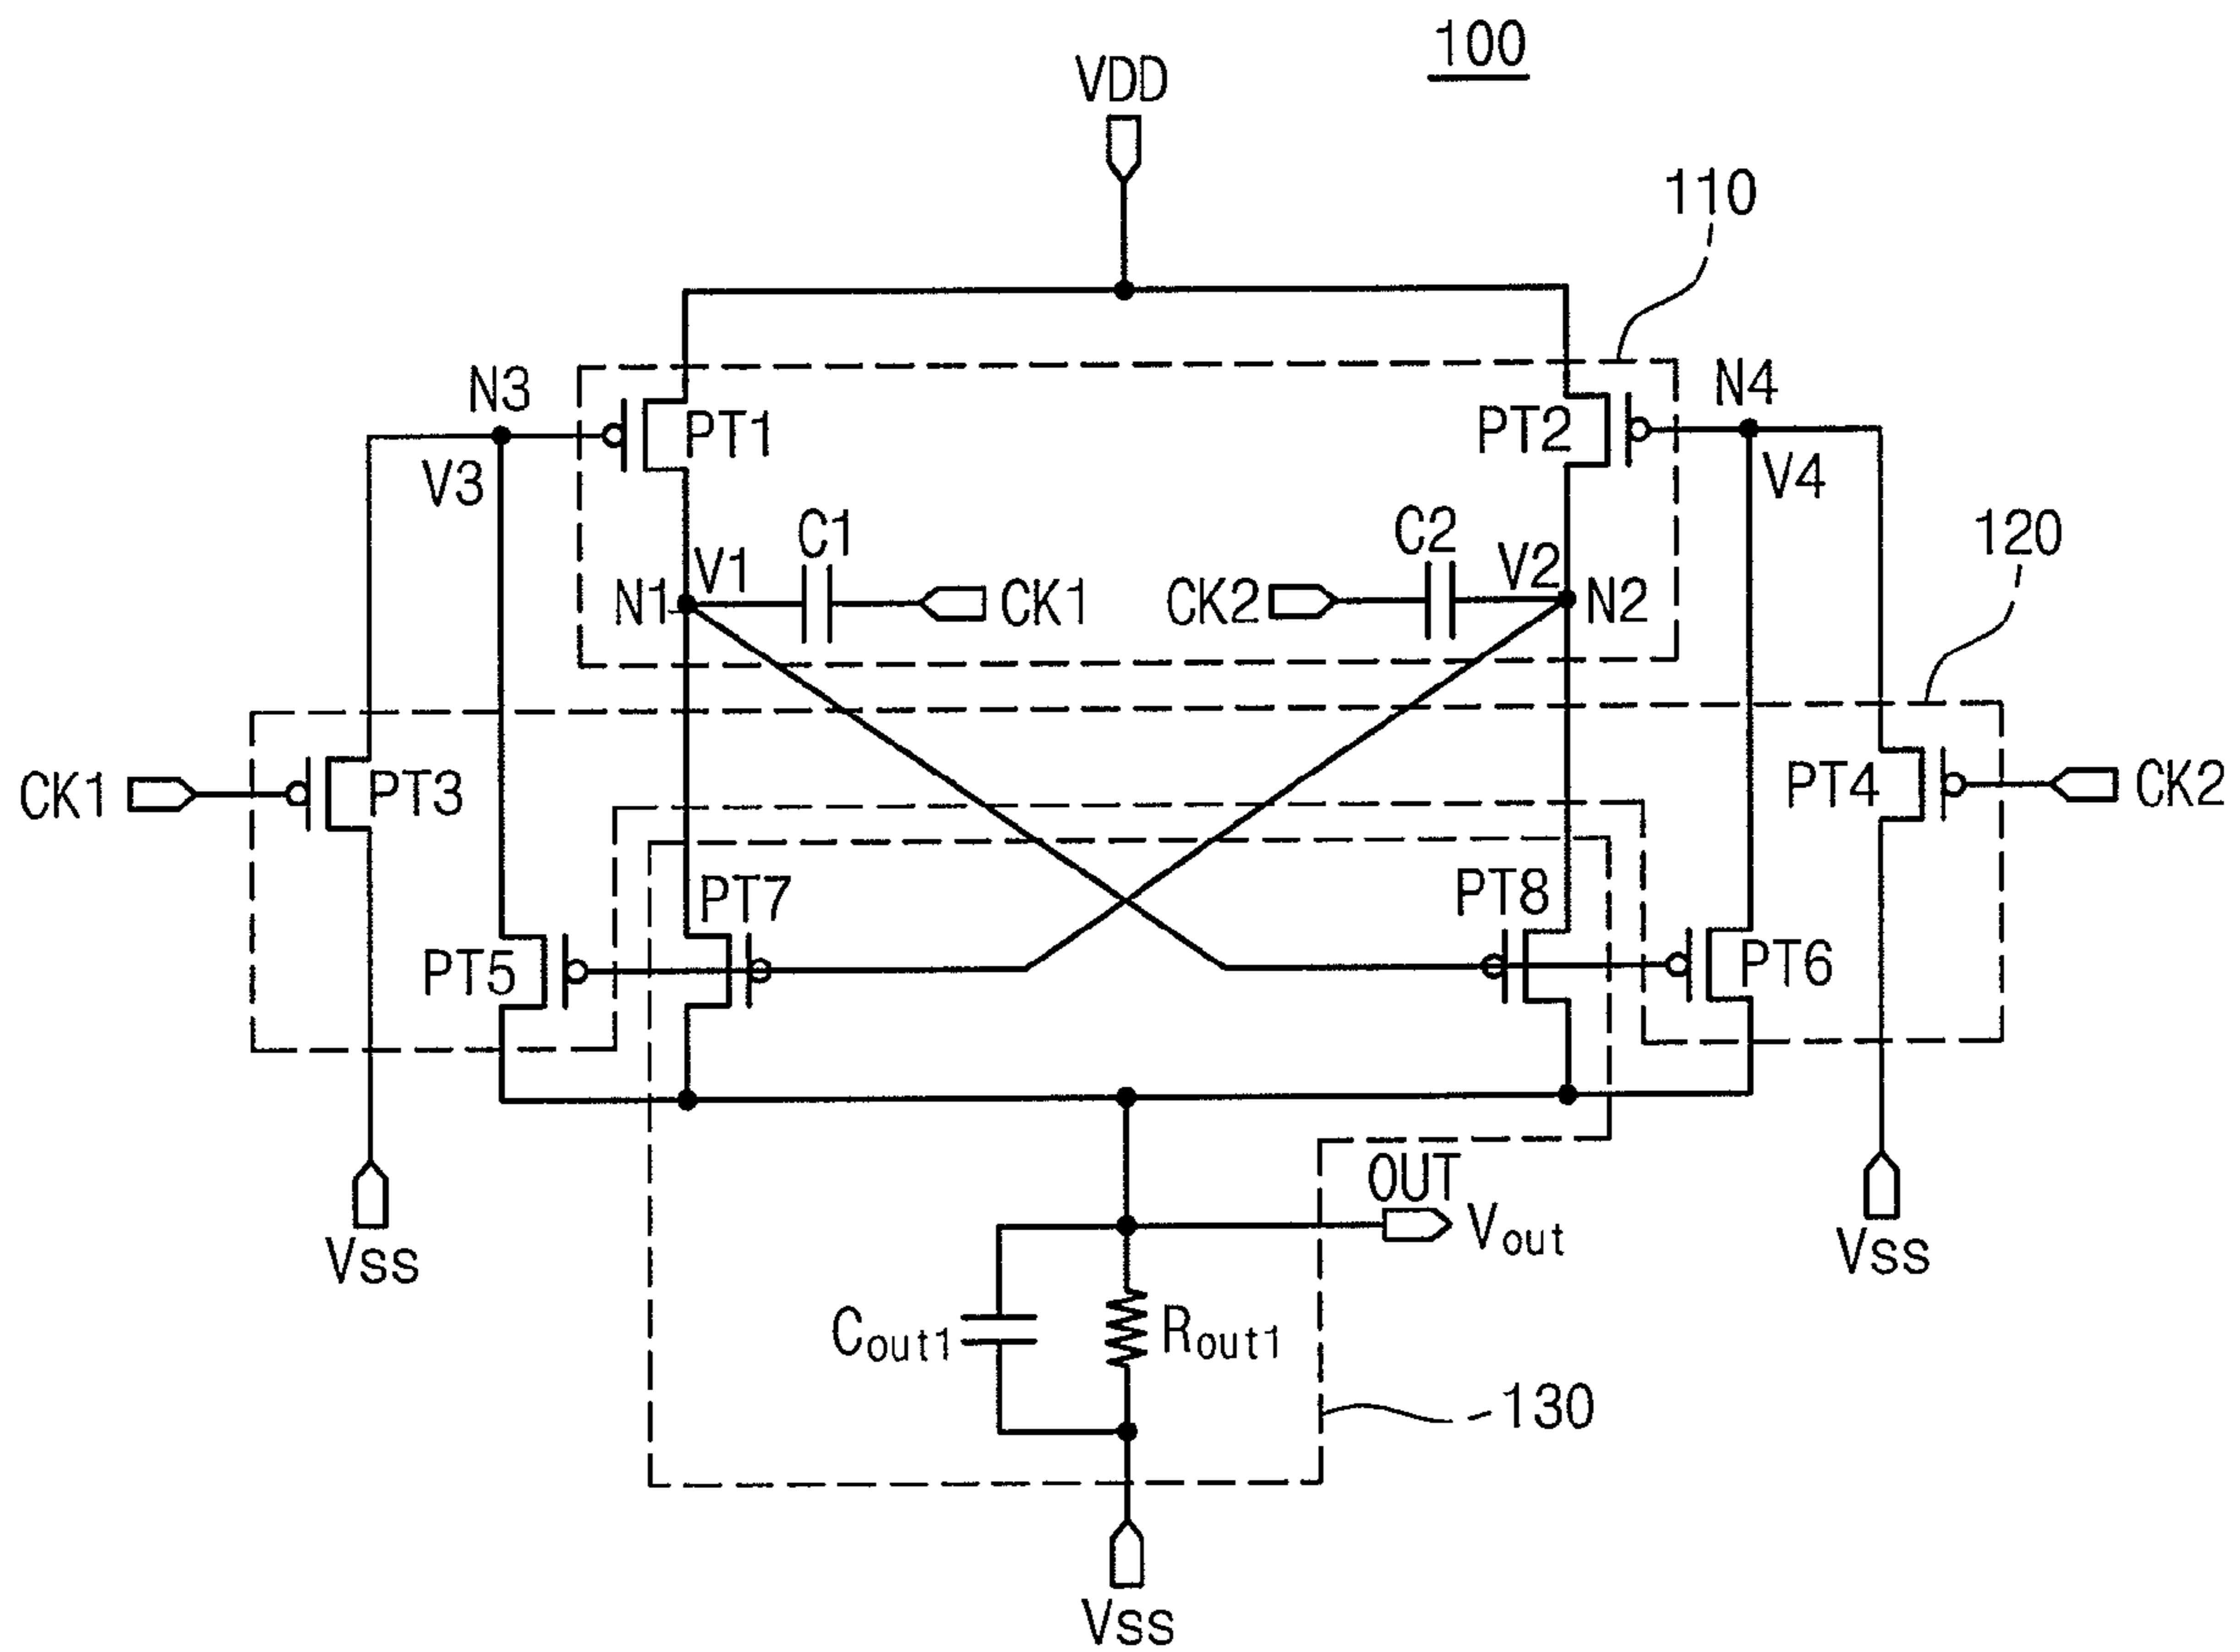 100
VDD
110
N3
PT1
PT2
N4
V3
V4
C1
C2
120
V1
V2
N1
CK1
CK2
N2
CK1
PT3
PT4
CK2
PT7
PT8
PT5
PT6
OUT
Vout
VSS
VSS
Cout1
Rout1
130
VSS